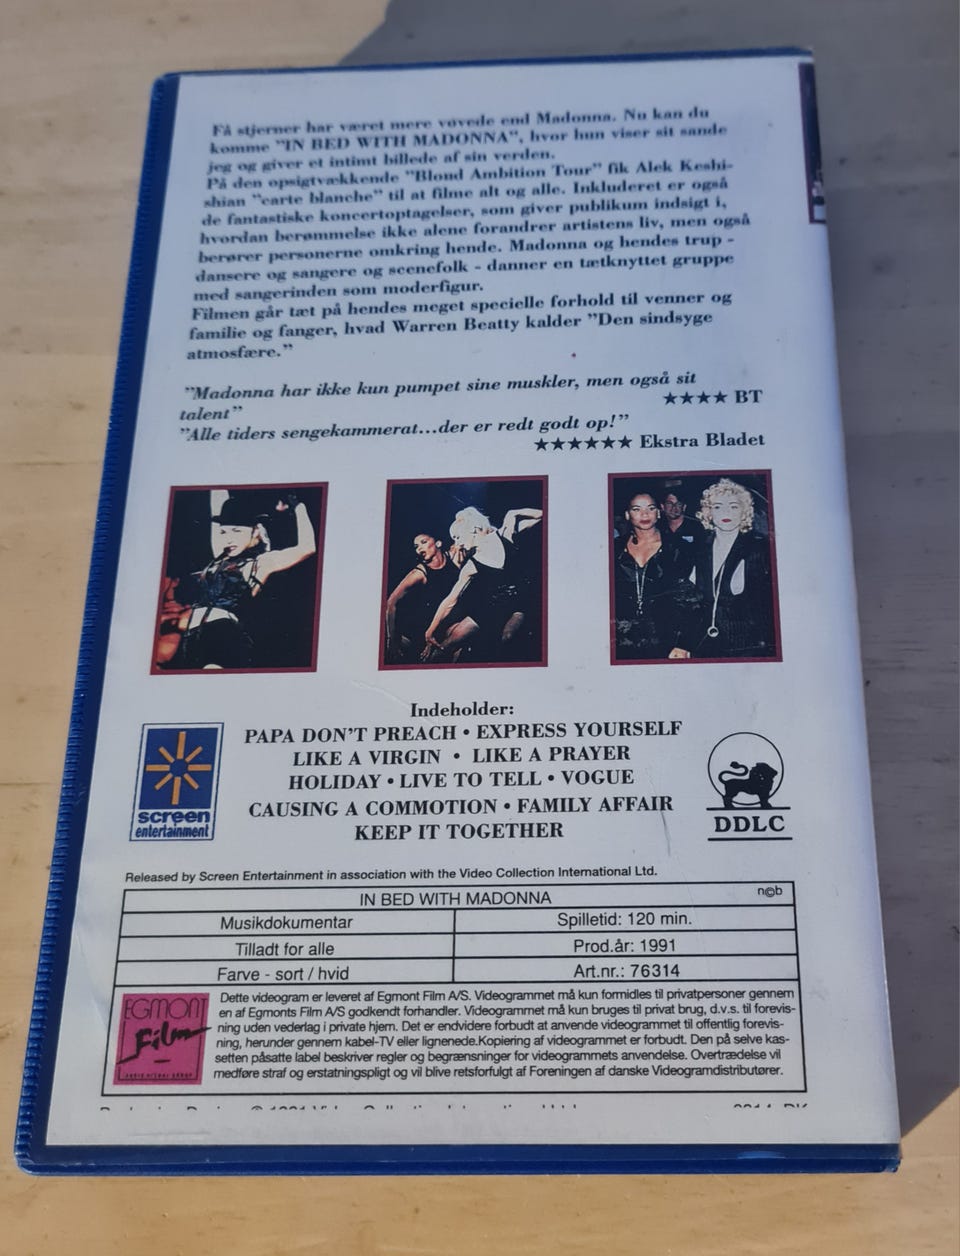 Få stjerner har været mere vovede end Madonna. Nu kan du
komme "IN BED WITH MADONNA", hvor hun viser sit sande
jeg og giver et intimt billede af sin verden.
På den opsigtvækkende "Blond Ambition Tour" fik Alek Keshi-
shian "carte blanche" til at filme alt og alle. Inkluderet er også
de fantastiske koncertoptagelser, som giver publikum indsigt i,
hvordan berømmelse ikke alene forandrer artistens liv, men også
berører personerne omkring hende. Madonna og hendes trup -
dansere og sangere og scenefolk - danner en tætknyttet gruppe
med sangerinden som moderfigur.
Filmen går tæt på hendes meget specielle forhold til venner og
familie og fanger, hvad Warren Beatty kalder "Den sindsyge
atmosfære."
"Madonna har ikke kun pumpet sine muskler, men også sit
talent" ★★★★ BT
"Alle tiders sengekammerat...der er redt godt op!"
★★★★★★ Ekstra Bladet
Indeholder:
PAPA DON'T PREACH • EXPRESS YOURSELF
LIKE A VIRGIN • LIKE A PRAYER
HOLIDAY • LIVE TO TELL • VOGUE
CAUSING A COMMOTION • FAMILY AFFAIR
KEEP IT TOGETHER
screen
entertainment
DDLC
Released by Screen Entertainment in association with the Video Collection International Ltd.
IN BED WITH MADONNA n©b
Musikdokumentar Spilletid: 120 min.
Tilladt for alle Prod.år: 1991
Farve - sort / hvid Art.nr.: 76314
EGMONT
Film
Dette videogram er leveret af Egmont Film A/S. Videogrammet må kun formidles til privatpersoner gennem
en af Egmonts Film A/S godkendt forhandler. Videogrammet må kun bruges til privat brug, d.v.s. til forevis-
ning uden vederlag i private hjem. Det er endvidere forbudt at anvende videogrammet til offentlig forevis-
ning, herunder gennem kabel-TV eller lignenede.Kopiering af videogrammet er forbudt. Den på selve kas-
setten påsatte label beskriver regler og begrænsninger for videogrammets anvendelse. Overtrædelse vil
medføre straf og erstatningspligt og vil blive retsforfulgt af Foreningen af danske Videogramdistributører.